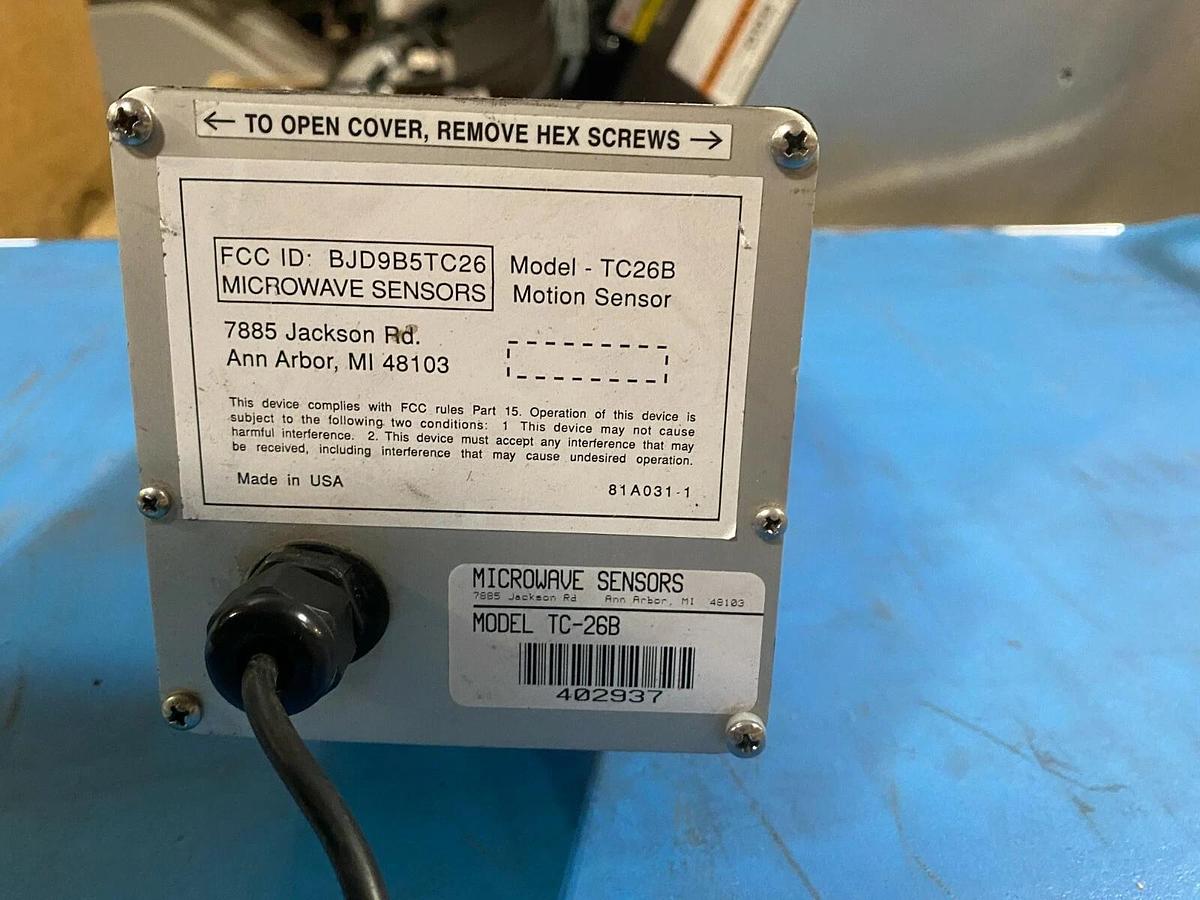 ← TO OPEN COVER, REMOVE HEX SCREWS →
FCC ID: BJD9B5TC26
MICROWAVE SENSORS
Model - TC26B
Motion Sensor
7885 Jackson Rd.
Ann Arbor, MI 48103
This device complies with FCC rules Part 15. Operation of this device is
subject to the following two conditions: 1 This device may not cause
harmful interference. 2. This device must accept any interference that may
be received, including interference that may cause undesired operation.
Made in USA
81A031-1
MICROWAVE SENSORS
7885 Jackson Rd Ann Arbor, MI 48103
MODEL TC-26B
402937